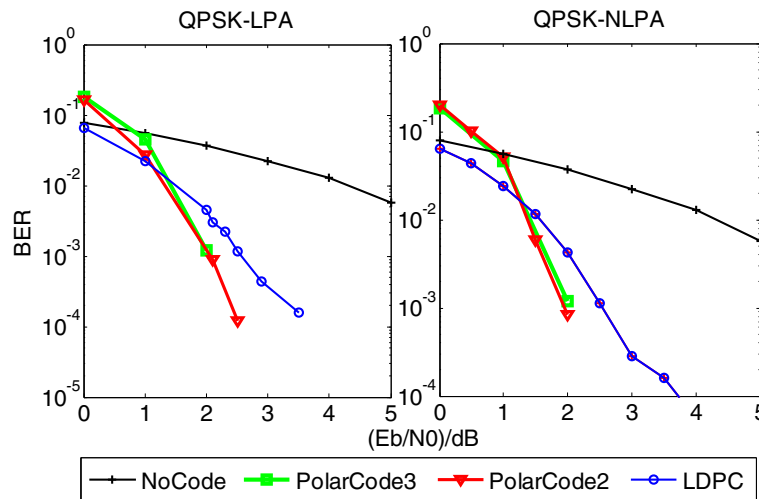 QPSK-LPA
QPSK-NLPA
BER
10^0
10^-1
10^-2
10^-3
10^-4
10^-5
0 1 2 3 4 5
10^0
10^-1
10^-2
10^-3
10^-4
0 1 2 3 4 5
(Eb/N0)/dB
NoCode PolarCode3 PolarCode2 LDPC